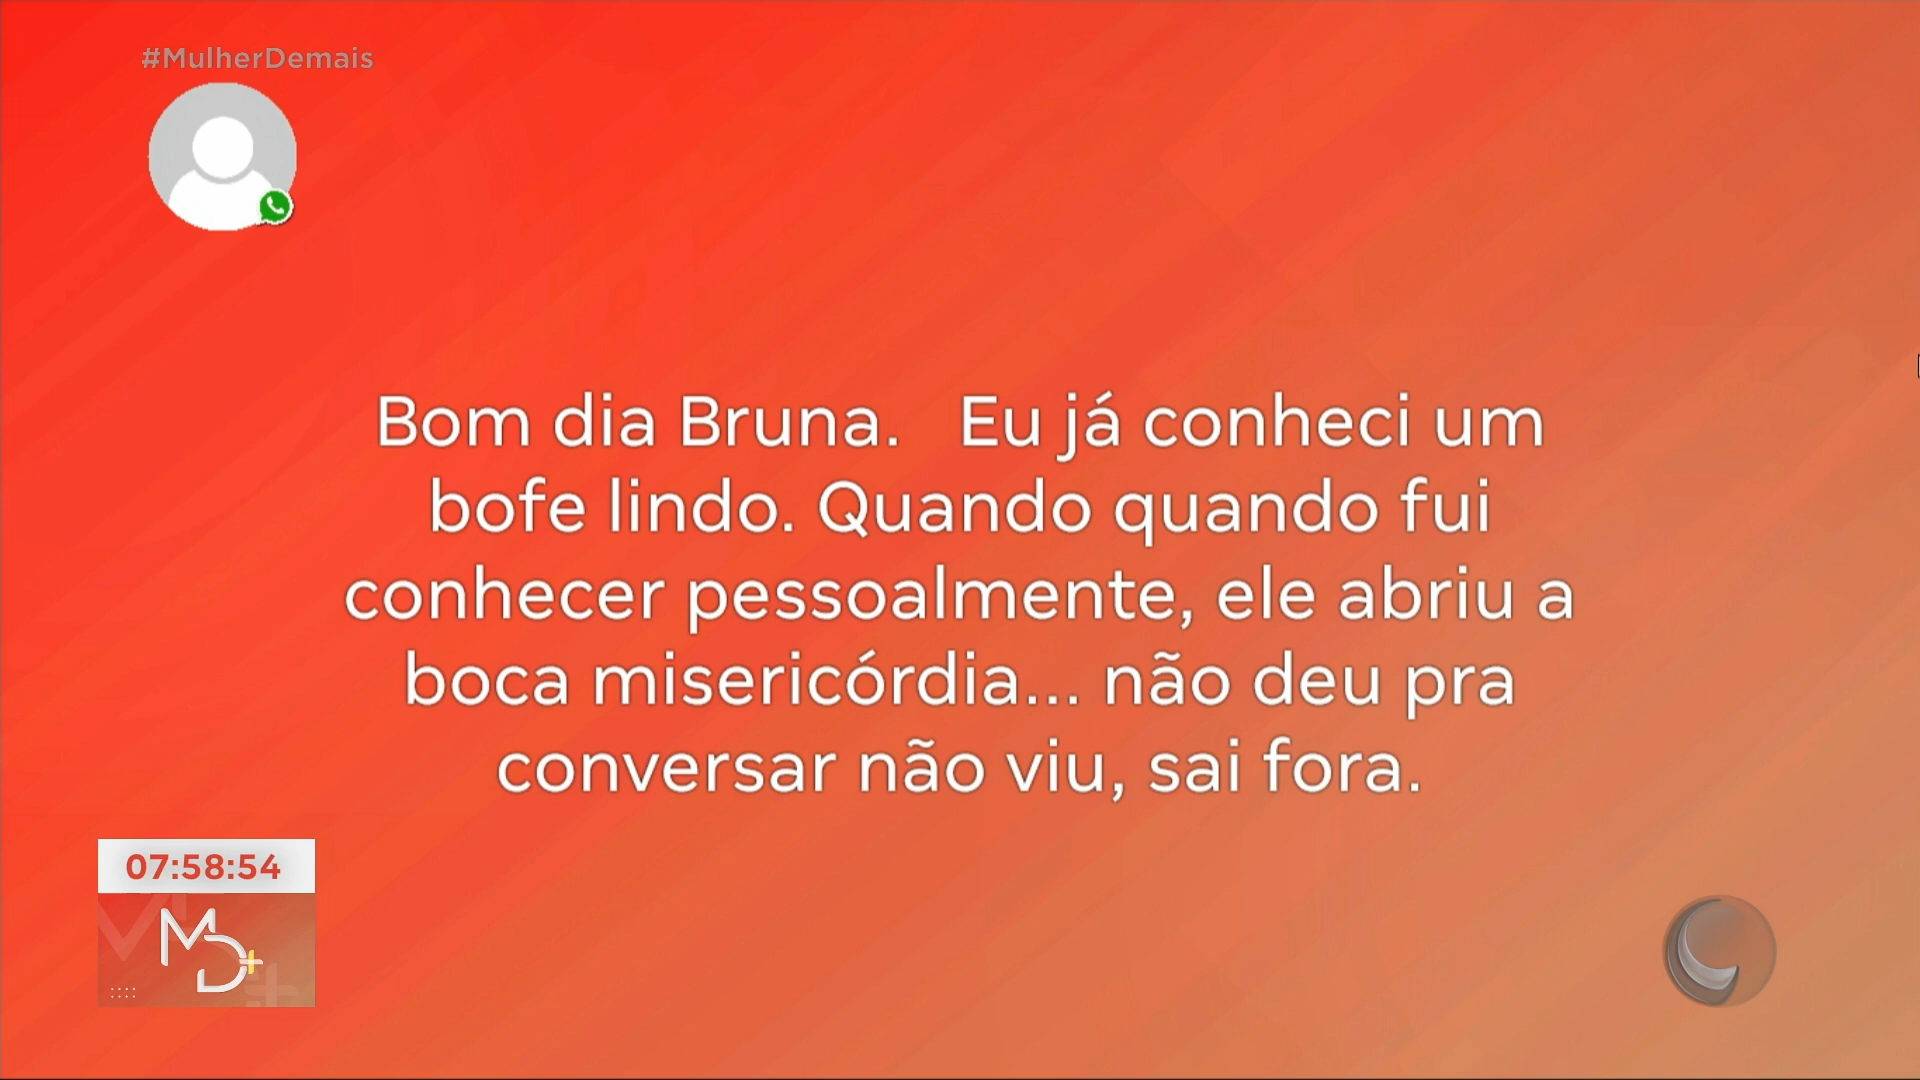 #MulherDemais
Bom dia Bruna.   Eu já conheci um
bofe lindo. Quando quando fui
conhecer pessoalmente, ele abriu a
boca misericórdia... não deu pra
conversar não viu, sai fora.
07:58:54
MD+